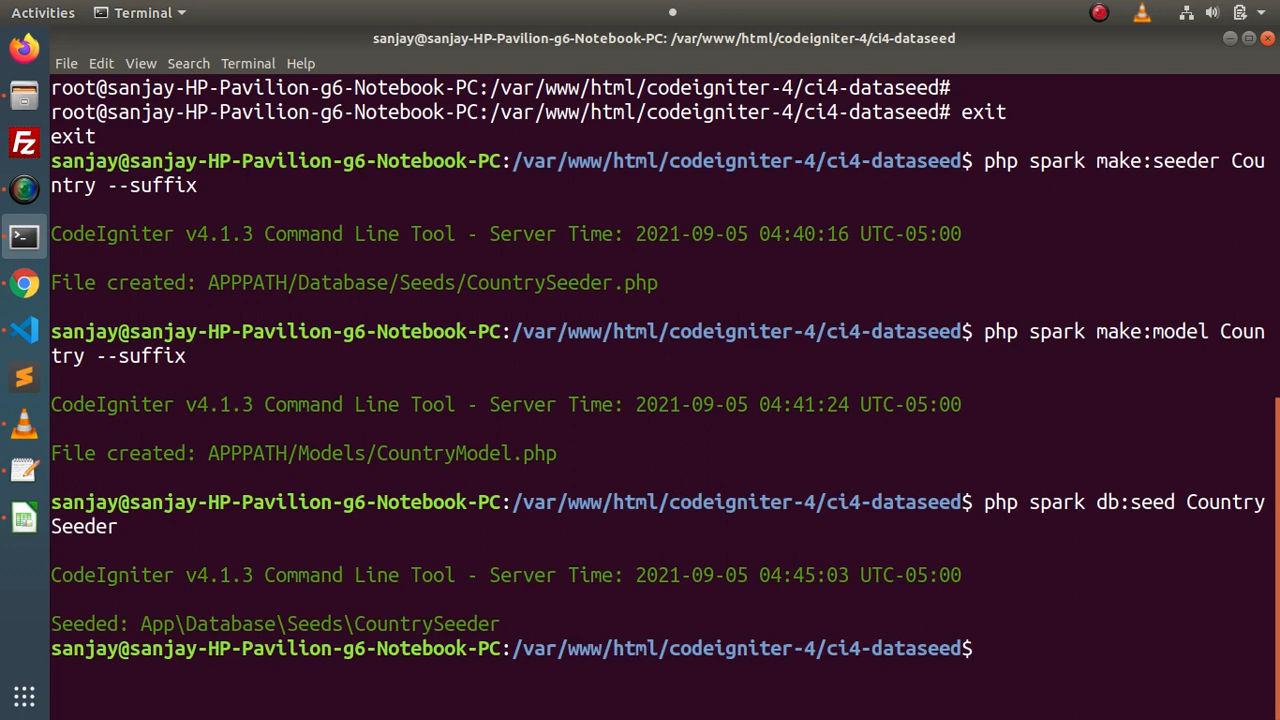 Activities Terminal
sanjay@sanjay-HP-Pavilion-g6-Notebook-PC: /var/www/html/codeigniter-4/ci4-dataseed
File Edit View Search Terminal Help
root@sanjay-HP-Pavilion-g6-Notebook-PC:/var/www/html/codeigniter-4/ci4-dataseed#
root@sanjay-HP-Pavilion-g6-Notebook-PC:/var/www/html/codeigniter-4/ci4-dataseed# exit
exit
sanjay@sanjay-HP-Pavilion-g6-Notebook-PC:/var/www/html/codeigniter-4/ci4-dataseed$ php spark make:seeder Cou
ntry --suffix
CodeIgniter v4.1.3 Command Line Tool - Server Time: 2021-09-05 04:40:16 UTC-05:00
File created: APPPATH/Database/Seeds/CountrySeeder.php
sanjay@sanjay-HP-Pavilion-g6-Notebook-PC:/var/www/html/codeigniter-4/ci4-dataseed$ php spark make:model Coun
try --suffix
CodeIgniter v4.1.3 Command Line Tool - Server Time: 2021-09-05 04:41:24 UTC-05:00
File created: APPPATH/Models/CountryModel.php
sanjay@sanjay-HP-Pavilion-g6-Notebook-PC:/var/www/html/codeigniter-4/ci4-dataseed$ php spark db:seed Country
Seeder
CodeIgniter v4.1.3 Command Line Tool - Server Time: 2021-09-05 04:45:03 UTC-05:00
Seeded: App\Database\Seeds\CountrySeeder
sanjay@sanjay-HP-Pavilion-g6-Notebook-PC:/var/www/html/codeigniter-4/ci4-dataseed$